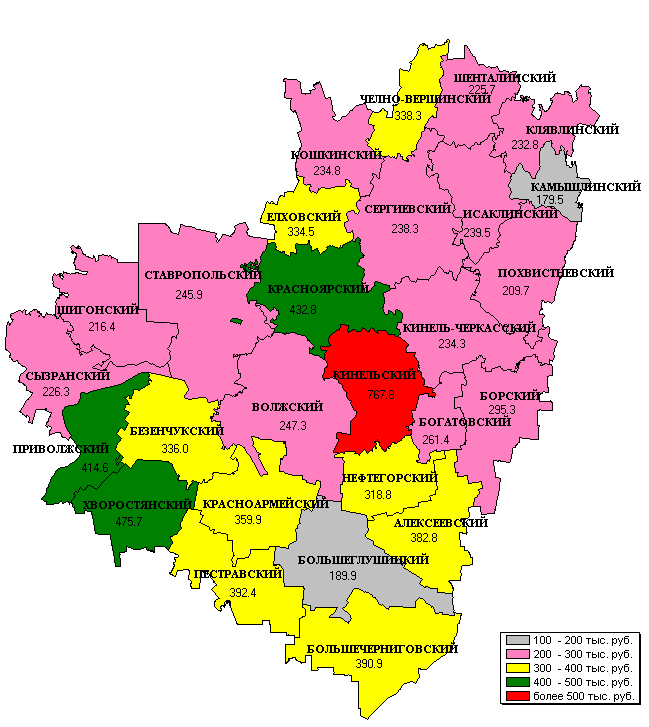 ШЕНТАЛИНСКИЙ
225.7
ЧЕЛНО-ВЕРШИНСКИЙ
338.3
КЛЯВЛИНСКИЙ
232.8
КОШКИНСКИЙ
234.8
КАМЫШЛИНСКИЙ
179.5
СЕРГИЕВСКИЙ
238.3
ИСАКЛИНСКИЙ
239.5
ЕЛХОВСКИЙ
334.5
ПОХВИСТНЕВСКИЙ
209.7
СТАВРОПОЛЬСКИЙ
245.9
КРАСНОЯРСКИЙ
432.8
ШИГОНСКИЙ
216.4
КИНЕЛЬ-ЧЕРКАССКИЙ
234.3
СЫЗРАНСКИЙ
226.3
КИНЕЛЬСКИЙ
767.8
БОРСКИЙ
295.3
ВОЛЖСКИЙ
247.3
БОГАТОВСКИЙ
261.4
БЕЗЕНЧУКСКИЙ
336.0
ПРИВОЛЖСКИЙ
414.6
НЕФТЕГОРСКИЙ
318.8
ХВОРОСТЯНСКИЙ
475.7
КРАСНОАРМЕЙСКИЙ
359.9
АЛЕКСЕЕВСКИЙ
382.8
БОЛЬШЕГЛУШИЦКИЙ
189.9
ПЕСТРАВСКИЙ
392.4
БОЛЬШЕЧЕРНИГОВСКИЙ
390.9
100 - 200 тыс. руб.
200 - 300 тыс. руб.
300 - 400 тыс. руб.
400 - 500 тыс. руб.
более 500 тыс. руб.